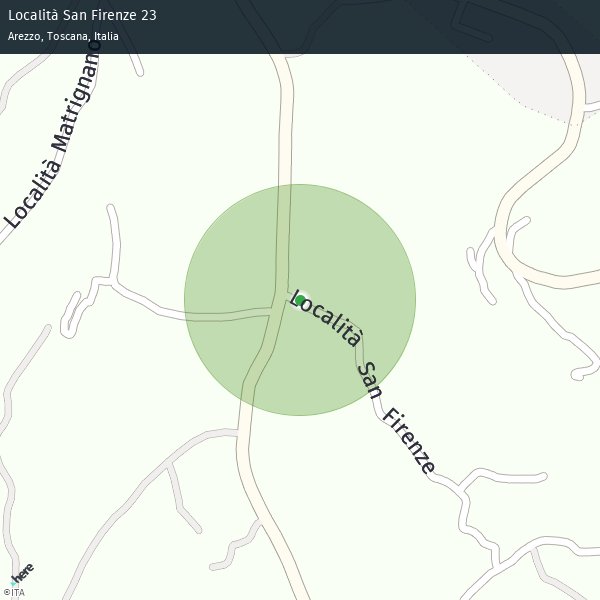 Località San Firenze 23
Arezzo, Toscana, Italia
Località Matrignano
Località San Firenze
here
©ITA